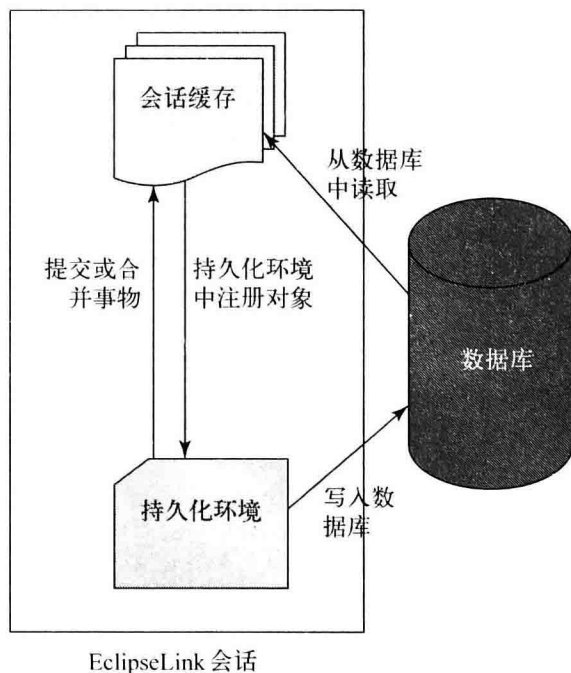 会话缓存
从数据库
中读取
提交或合
并事物
持久化环境
中注册对象
数据库
持久化环境
写入数
据库
EclipseLink 会话